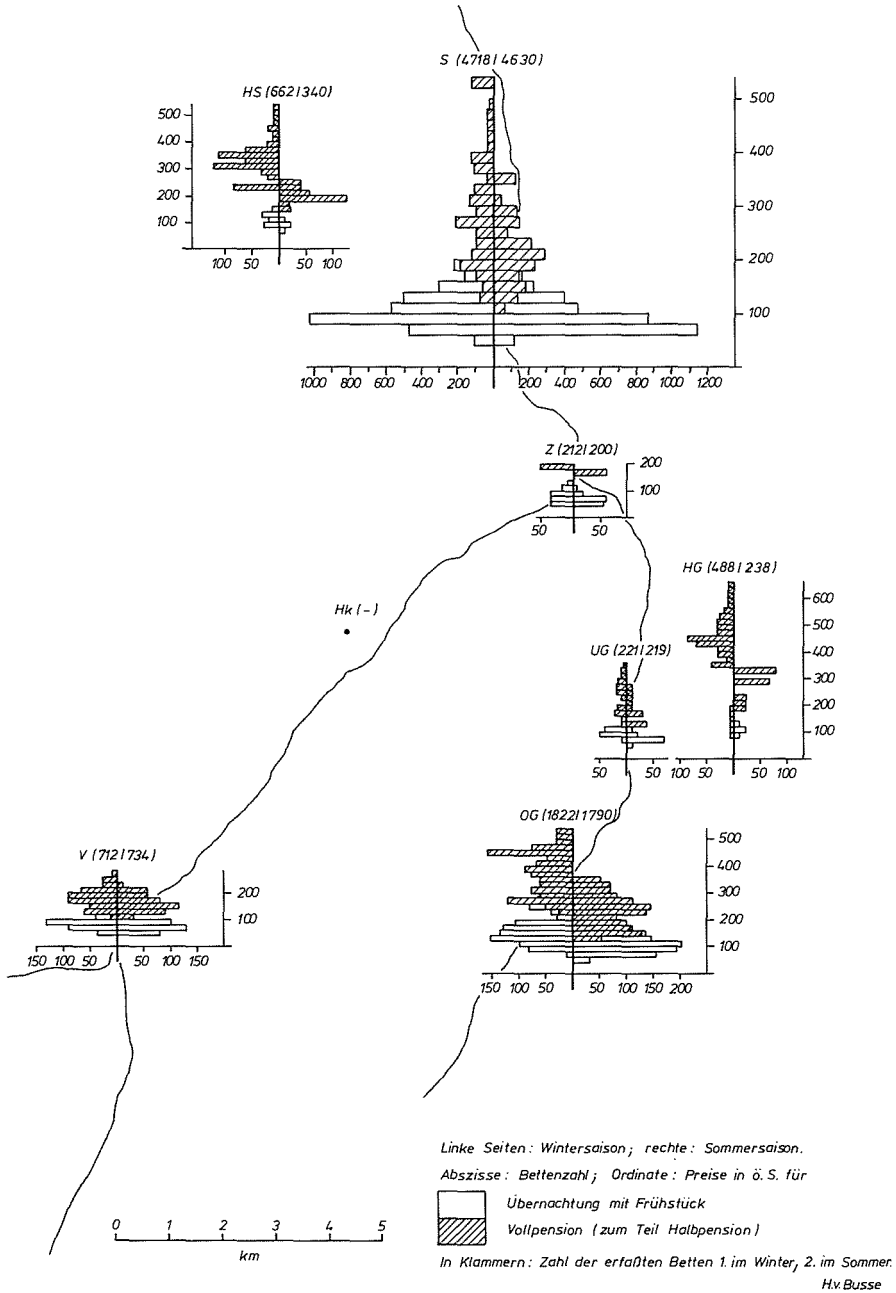 S (4718/4630)
HS (662/340)
500
400
300
200
100
100 100
500
400
300
200
100
1000 800 600 400 200 200 400 600 800 1000 1200
Z (212/200)
200
100
50 50
HG (488/238)
600
500
400
300
200
100
100 50 50 100
Hk (-)
UG (221/219)
50 50
OG (1822/1790)
500
400
300
200
100
150 100 50 50 100 150 200
V (712/734)
200
100
150 100 50 50 100 150
Linke Seiten: Wintersaison; rechte: Sommersaison.
Abszisse: Bettenzahl; Ordinate: Preise in ö. S. für
Übernachtung mit Frühstück
Vollpension (zum Teil Halbpension)
0 1 2 3 4 5
km
In Klammern: Zahl der erfaßten Betten 1. im Winter, 2. im Sommer.
H.v. Busse